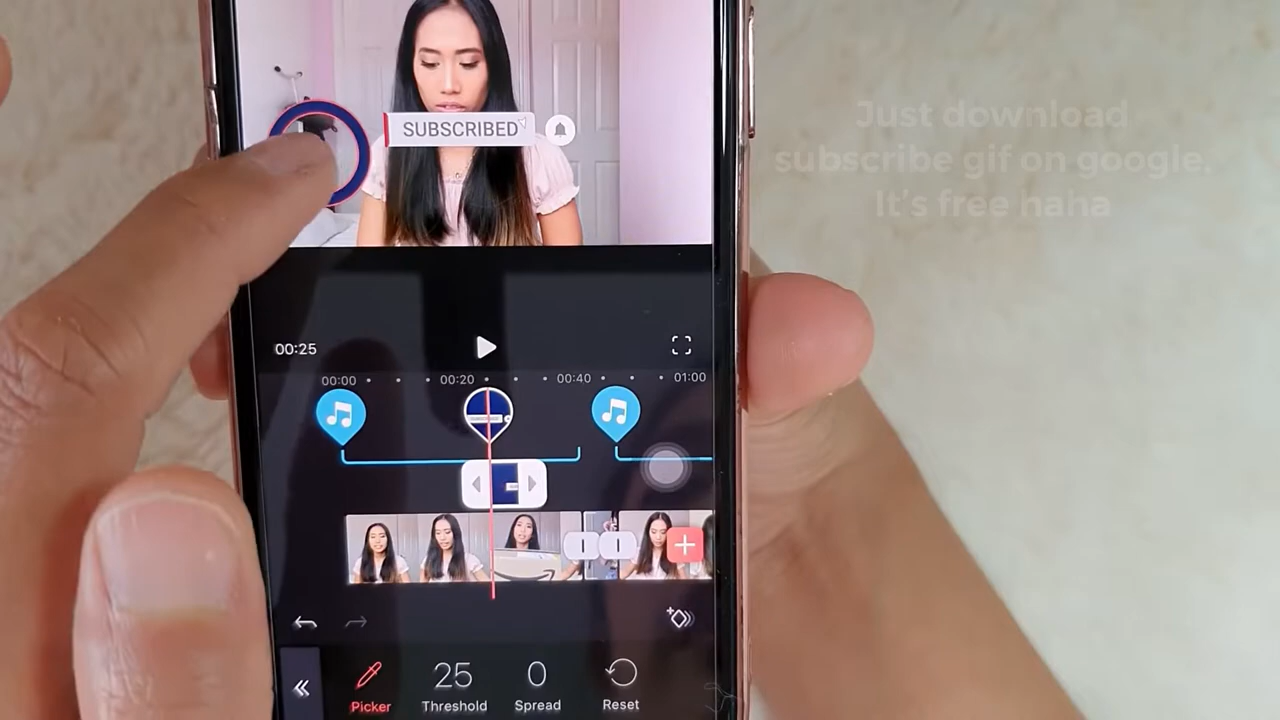 SUBSCRIBED
Just download
subscribe gif on google.
It's free haha
00:25
00:00 00:20 00:40 01:00
25 0
Picker Threshold Spread Reset